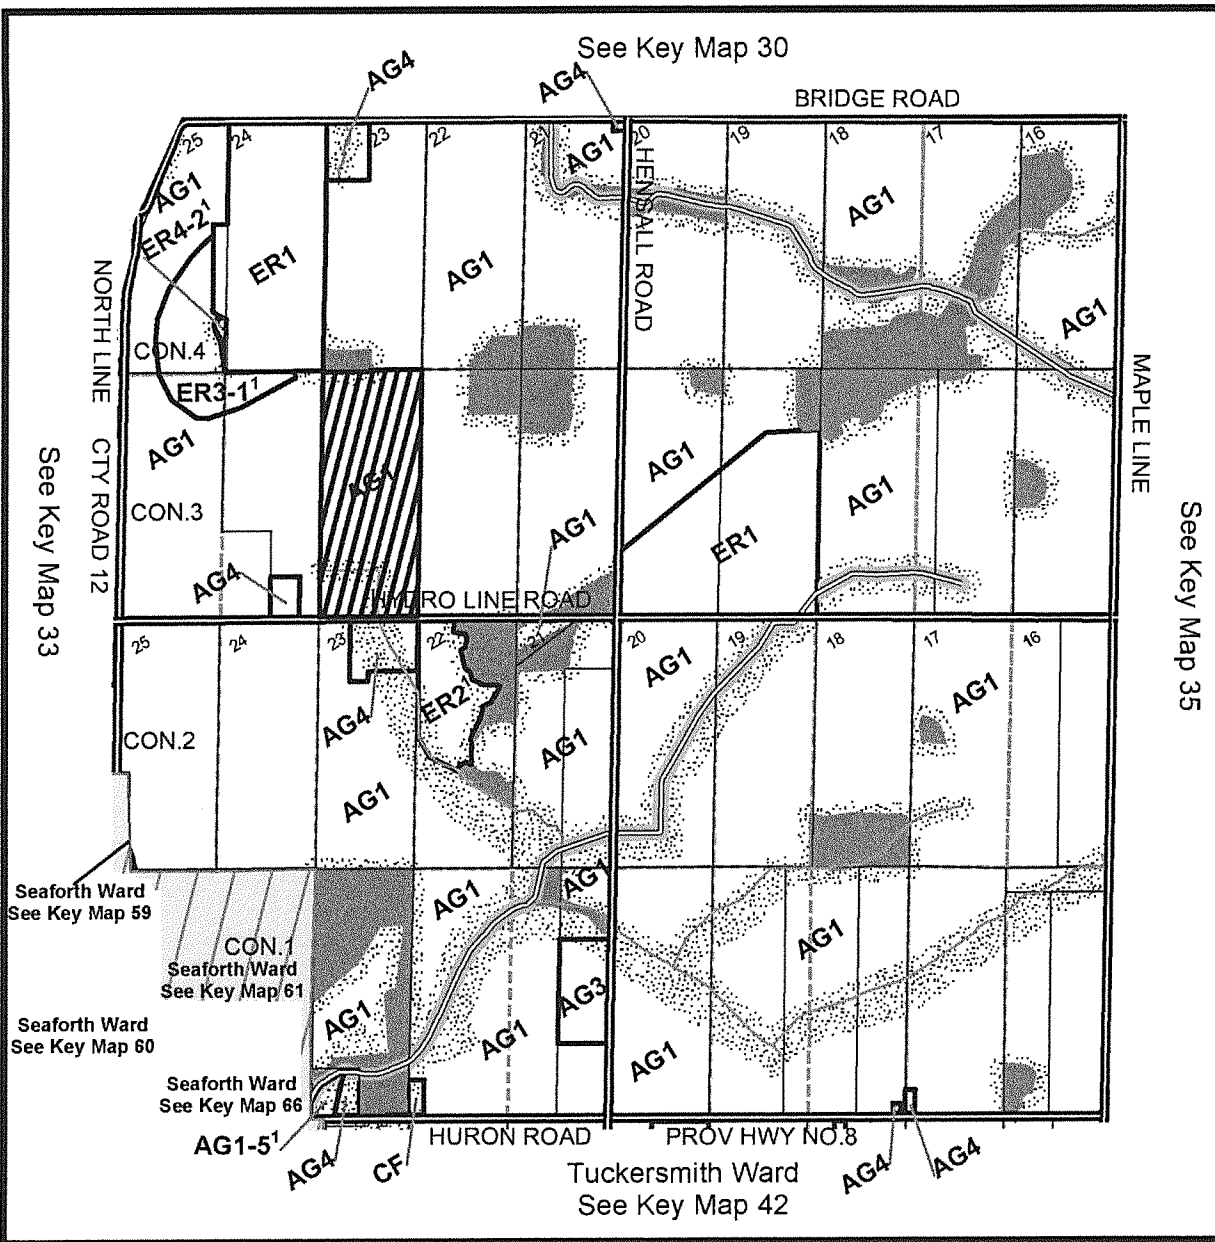 See Key Map 30
AG4
AG4
BRIDGE ROAD
25
24
23
22
21
20
19
18
17
16
AG1
AG1
HENSALL ROAD
AG1
ER4-2¹
ER1
AG1
AG1
NORTH LINE
CTY ROAD 12
CON.4
ER3-1¹
MAPLE LINE
AG1
AG1
AG1
AG1
See Key Map 33
CON.3
AG1
ER1
See Key Map 35
AG4
HYDRO LINE ROAD
25
24
23
22
21
20
19
18
17
16
AG1
AG1
CON.2
AG4
ER2¹
AG1
AG1
Seaforth Ward
See Key Map 59
AG1
AG1
CON.1
AG1
Seaforth Ward
See Key Map 61
AG3
AG1
Seaforth Ward
See Key Map 60
AG1
AG1
Seaforth Ward
See Key Map 66
AG1-5¹
AG4
CF
HURON ROAD
PROV HWY NO.8
AG4
AG4
Tuckersmith Ward
See Key Map 42